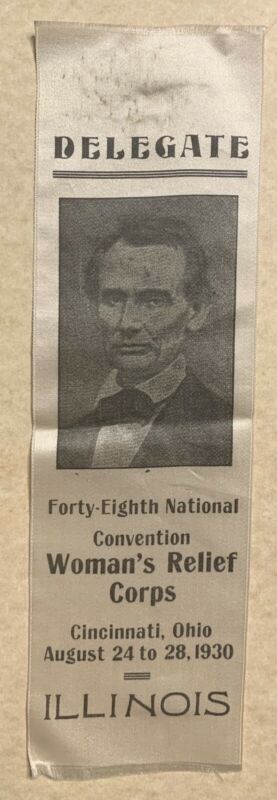 DELEGATE
Forty-Eighth National
Convention
Woman's Relief
Corps
Cincinnati, Ohio
August 24 to 28, 1930
ILLINOIS